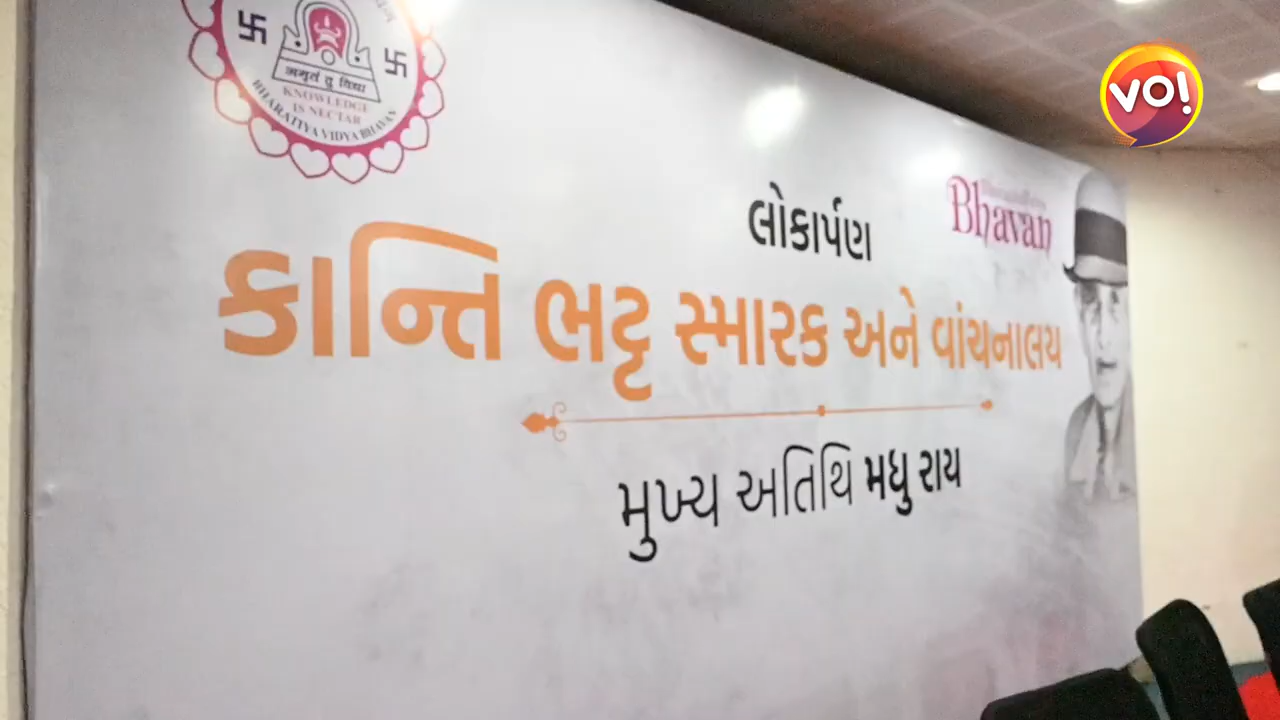 अमृतं तु विद्या
KNOWLEDGE
IS NECTAR
BHARATIYA VIDYA BHAVAN
VO!
લોકાર્પણ
Bhavan
કાન્તિ ભટ્ટ સ્મારક અને વાંચનાલય
મુખ્ય અતિથિ મધુ રાય